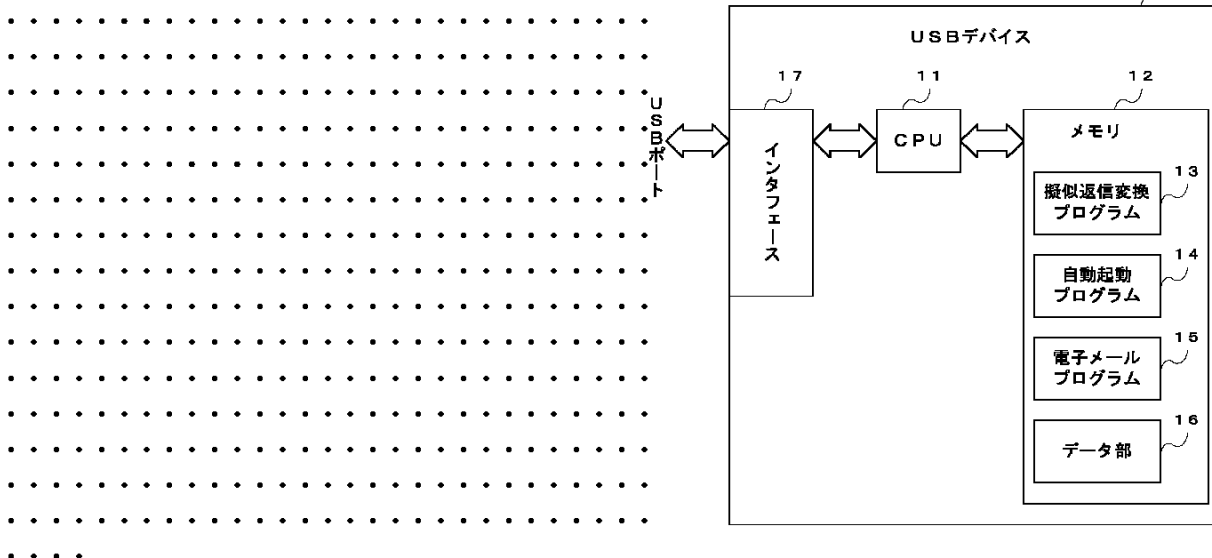 USBデバイス
17
11
12
USBポート
インタフェース
CPU
メモリ
擬似返信変換
プログラム
13
自動起動
プログラム
14
電子メール
プログラム
15
データ部
16